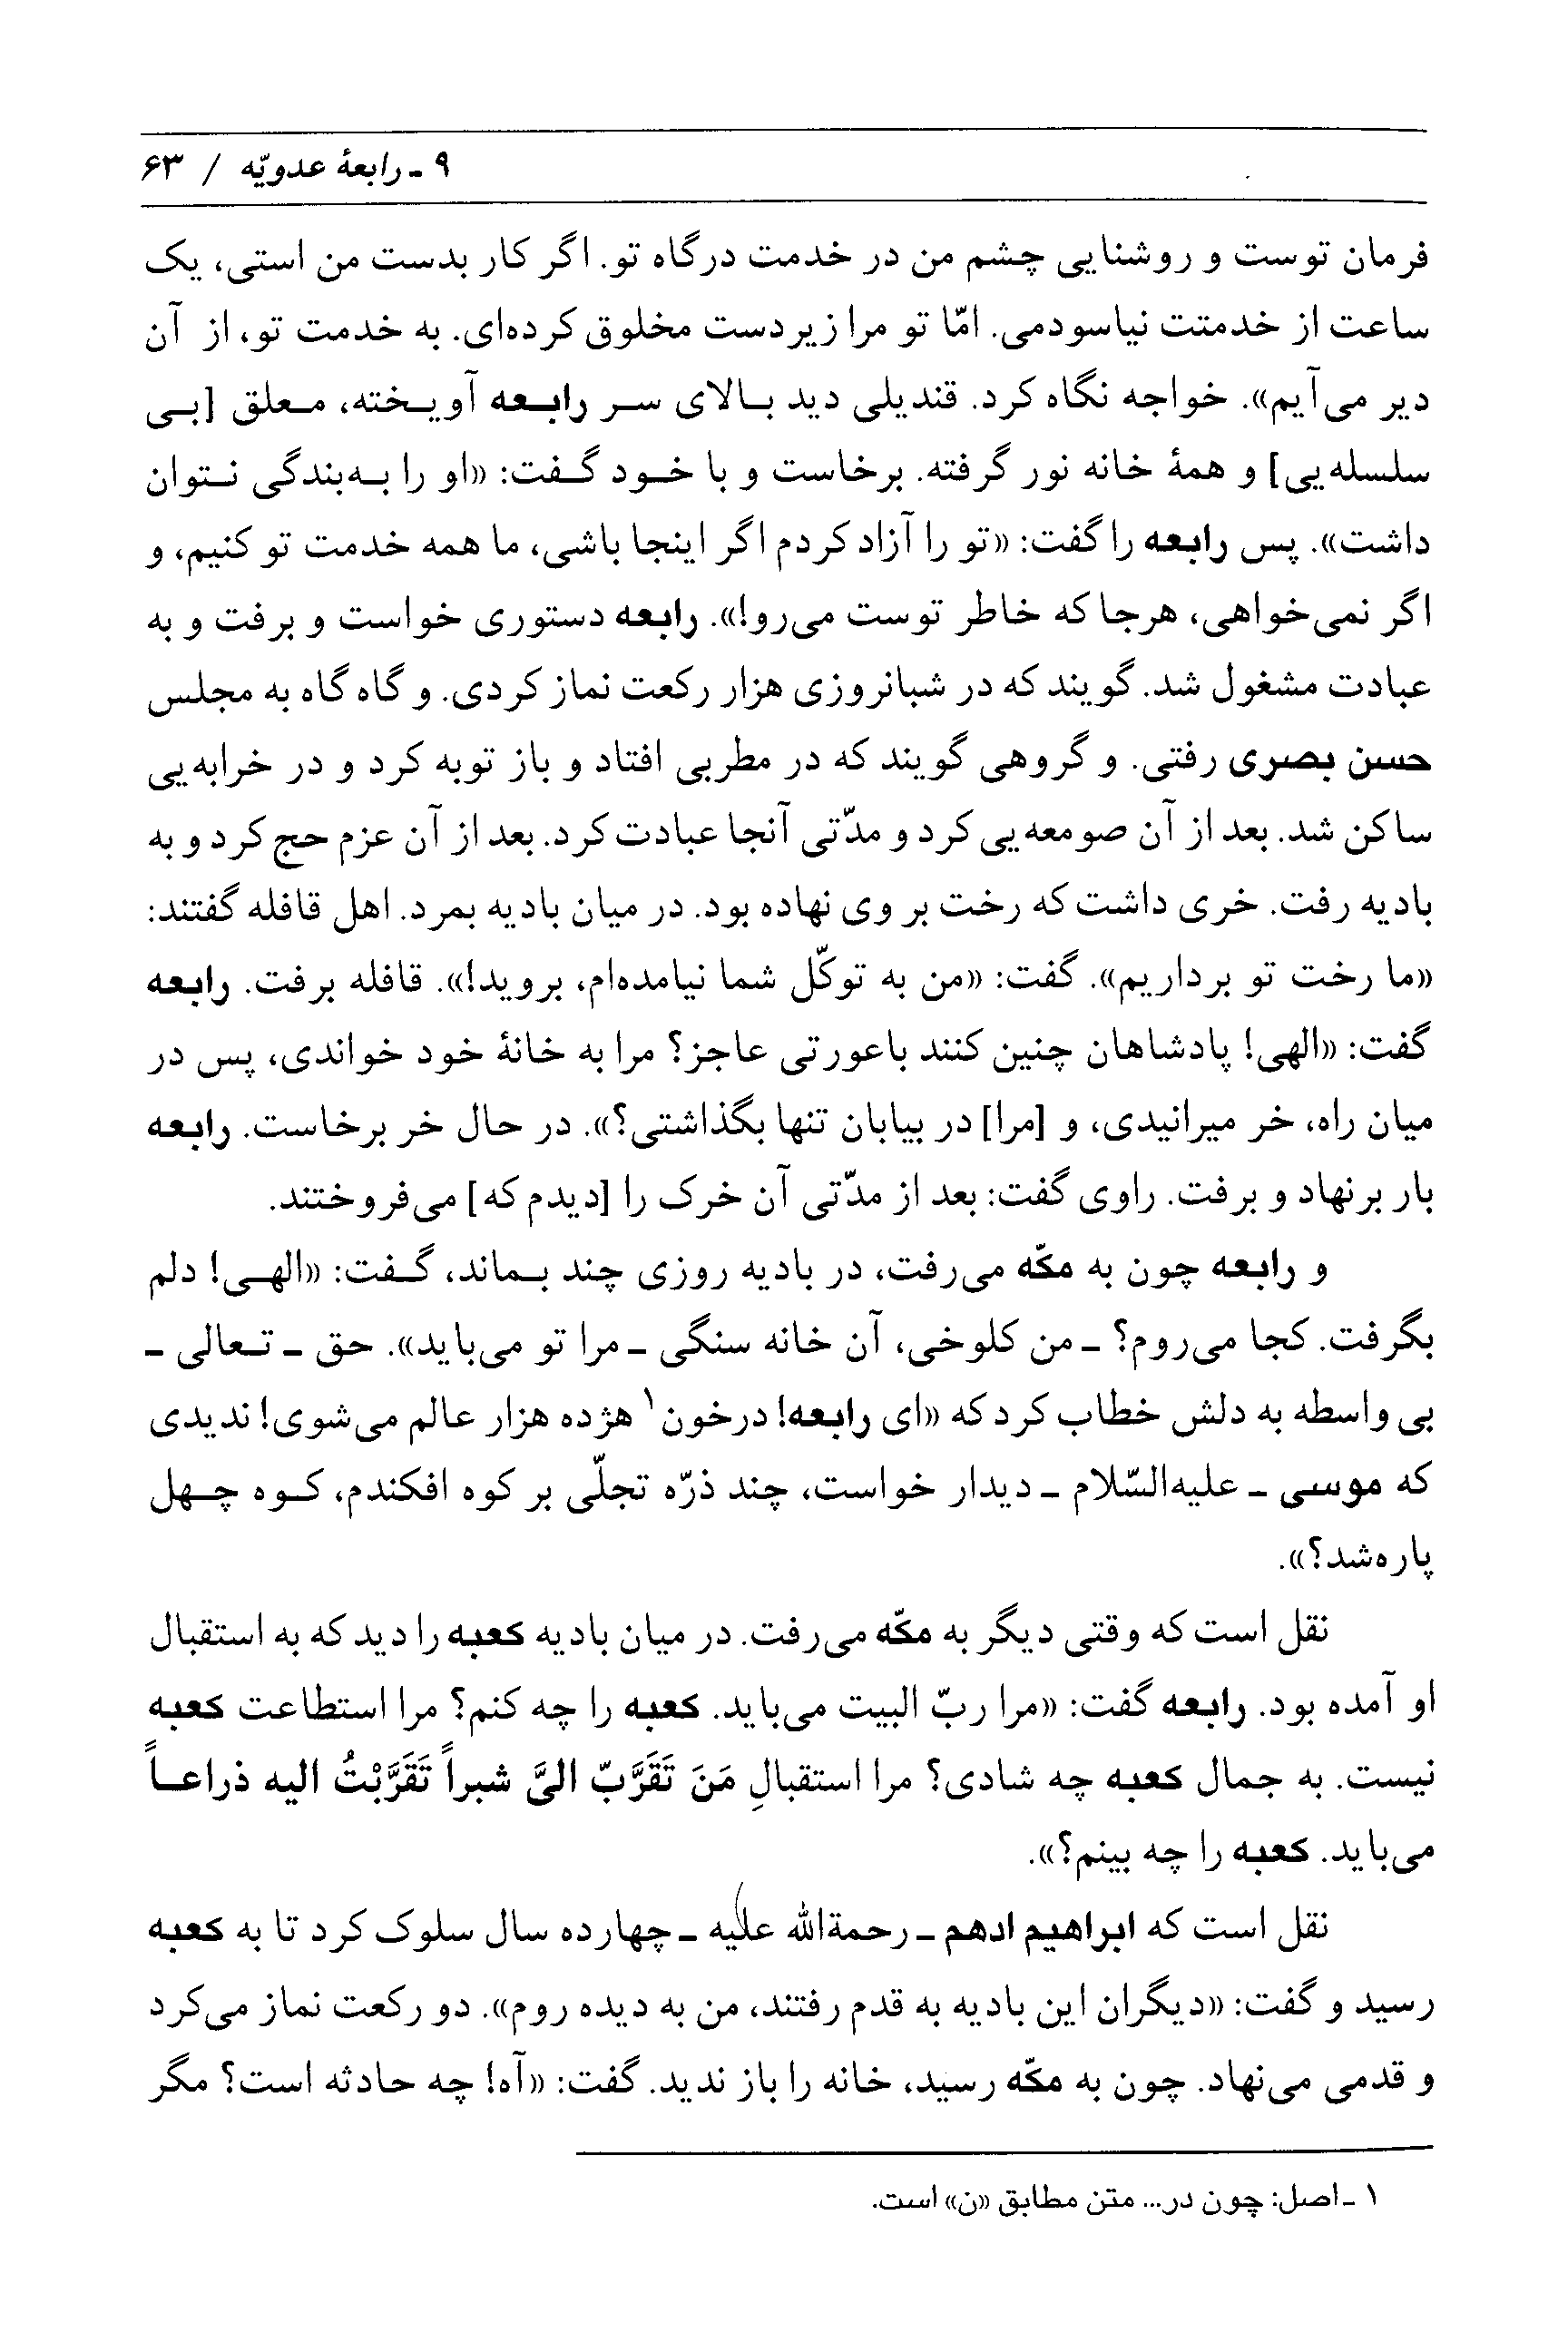 ۹ ـ رابعهٔ عدویّه / ۶۳
فرمان توست و روشنایی چشم من در خدمت درگاه تو. اگر کار بدست من استی، یک
ساعت از خدمتت نیاسودمی. امّا تو مرا زیردست مخلوق کرده‌ای. به خدمت تو، از آن
دیر می‌آیم». خواجه نگاه کرد. قندیلی دید بـالای سـر رابـعه آویـخته، مـعلق [بـی
سلسله‌یی] و همهٔ خانه نور گرفته. برخاست و با خـود گـفت: «او را بـه‌بندگی نـتوان
داشت». پس رابعه را گفت: «تو را آزاد کردم اگر اینجا باشی، ما همه خدمت تو کنیم، و
اگر نمی‌خواهی، هرجا که خاطر توست می‌رو!». رابعه دستوری خواست و برفت و به
عبادت مشغول شد. گویند که در شبانروزی هزار رکعت نماز کردی. و گاه گاه به مجلس
حسن بصری رفتی. و گروهی گویند که در مطربی افتاد و باز توبه کرد و در خرابه‌یی
ساکن شد. بعد از آن صومعه‌یی کرد و مدّتی آنجا عبادت کرد. بعد از آن عزم حج کرد و به
بادیه رفت. خری داشت که رخت بر وی نهاده بود. در میان بادیه بمرد. اهل قافله گفتند:
«ما رخت تو برداریم». گفت: «من به توکّل شما نیامده‌ام، بروید!». قافله برفت. رابعه
گفت: «الهی! پادشاهان چنین کنند باعورتی عاجز؟ مرا به خانهٔ خود خواندی، پس در
میان راه، خر میرانیدی، و [مرا] در بیابان تنها بگذاشتی؟». در حال خر برخاست. رابعه
بار برنهاد و برفت. راوی گفت: بعد از مدّتی آن خرک را [دیدم که] می‌فروختند.
و رابعه چون به مکّه می‌رفت، در بادیه روزی چند بـماند، گـفت: «الهـی! دلم
بگرفت. کجا می‌روم؟ ـ من کلوخی، آن خانه سنگی ـ مرا تو می‌باید». حق ـ تـعالی ـ
بی واسطه به دلش خطاب کرد که «ای رابعه! درخون۱ هژده هزار عالم می‌شوی! ندیدی
که موسی ـ علیه‌السّلام ـ دیدار خواست، چند ذرّه تجلّی بر کوه افکندم، کـوه چـهل
پاره‌شد؟».
نقل است که وقتی دیگر به مکّه می‌رفت. در میان بادیه کعبه را دید که به استقبال
او آمده بود. رابعه گفت: «مرا ربّ البیت می‌باید. کعبه را چه کنم؟ مرا استطاعت کعبه
نیست. به جمال کعبه چه شادی؟ مرا استقبالِ مَنَ تَقَرَّبّ الیَّ شبراً تَقَرَّبْتُ الیه ذراعـاً
می‌باید. کعبه را چه بینم؟».
نقل است که ابراهیم ادهم ـ رحمةالله علیه ـ چهارده سال سلوک کرد تا به کعبه
رسید و گفت: «دیگران این بادیه به قدم رفتند، من به دیده روم». دو رکعت نماز می‌کرد
و قدمی می‌نهاد. چون به مکّه رسید، خانه را باز ندید. گفت: «آه! چه حادثه است؟ مگر
۱ ـ اصل: چون در... متن مطابق «ن» است.